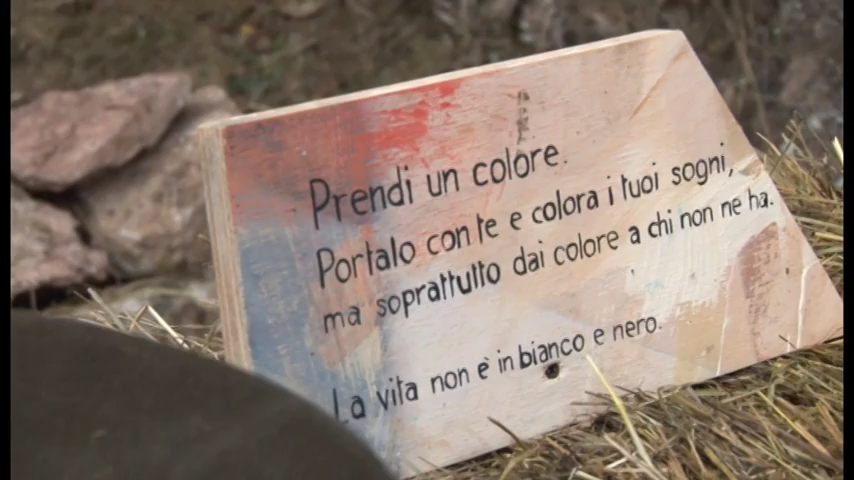 Prendi un colore.
Portalo con te e colora i tuoi sogni,
ma soprattutto dai colore a chi non ne ha.
La vita non è in bianco e nero.